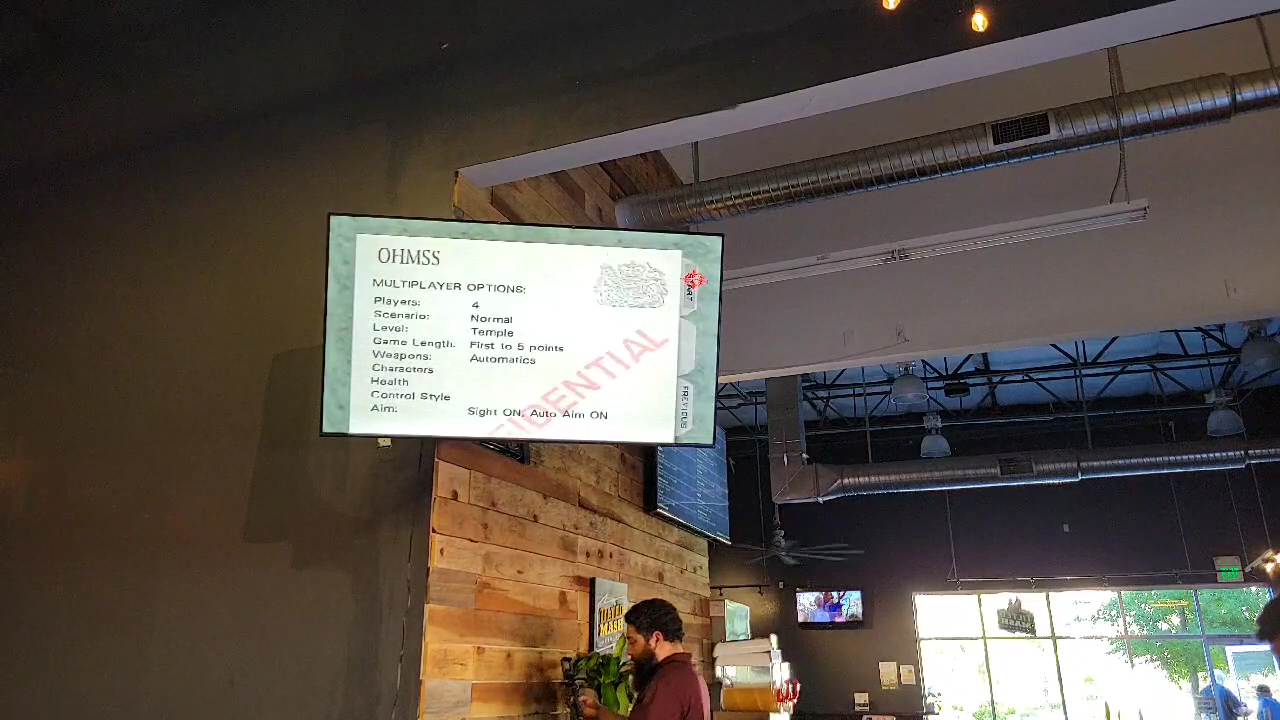 OHMSS
MULTIPLAYER OPTIONS:
Players: 4
Scenario: Normal
Level: Temple
Game Length: First to 5 points
Weapons: Automatics
Characters
Health
Control Style
Aim: Sight ON, Auto Aim ON
PREVIOUS
EXIT